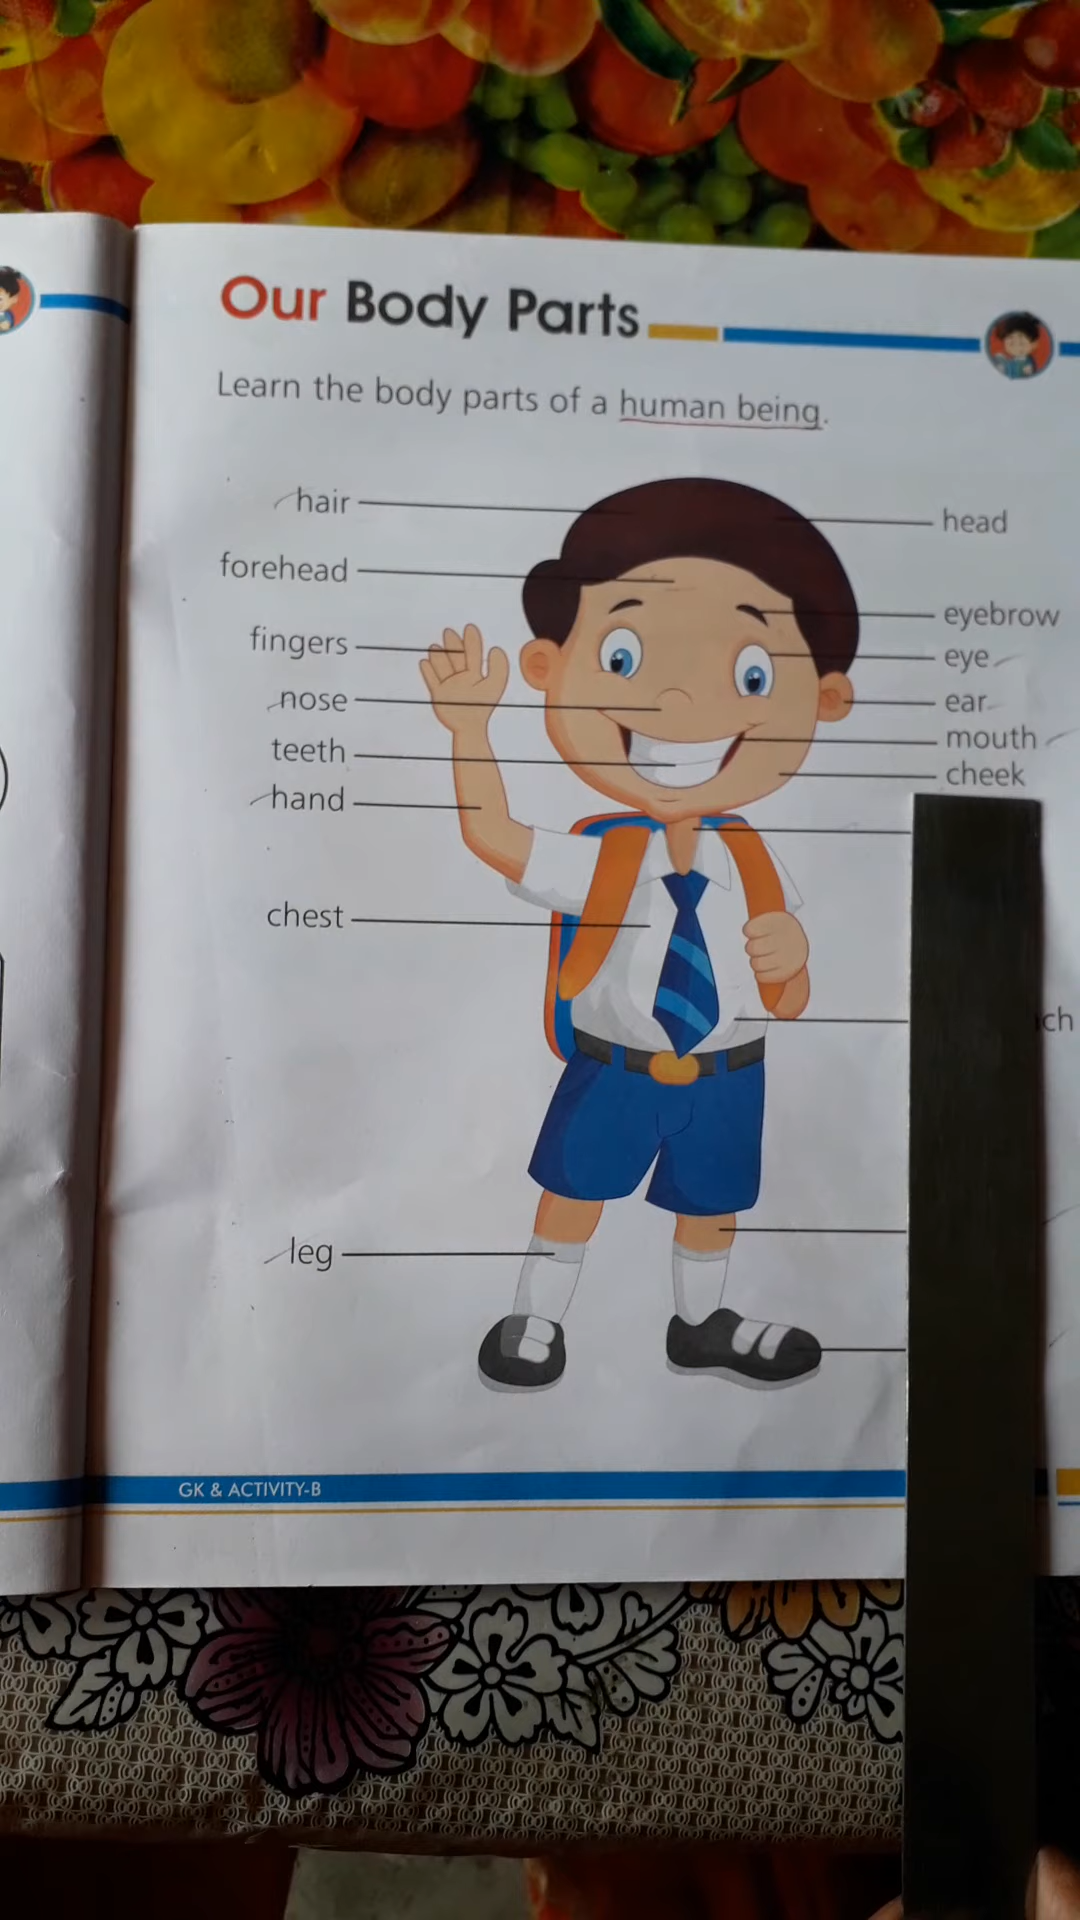 Our Body Parts
Learn the body parts of a human being.
hair
head
forehead
eyebrow
fingers
eye
nose
ear
teeth
mouth
hand
cheek
chest
leg
GK & ACTIVITY-B